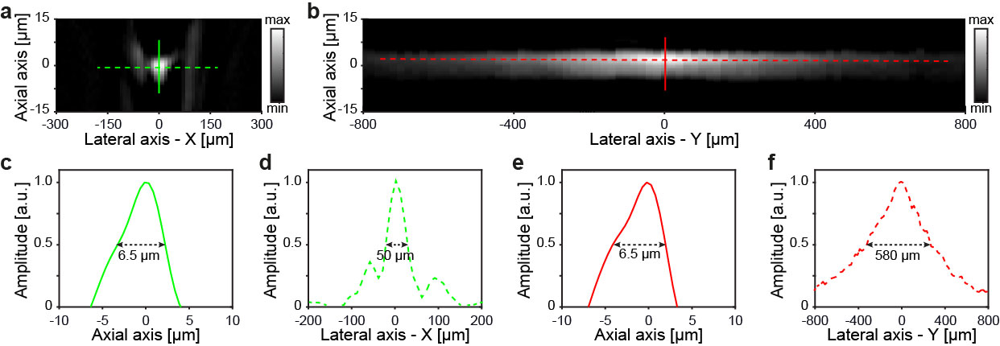 a
15
0
-15
Axial axis [µm]
-300
-150
0
150
300
Lateral axis - X [µm]
max
min
b
15
0
-15
Axial axis [µm]
-800
-400
0
400
800
Lateral axis - Y [µm]
max
min
c
1.0
0.5
0
Amplitude [a.u.]
6.5 µm
-10
-5
0
5
10
Axial axis [µm]
d
1.0
0.5
0
Amplitude [a.u.]
50 µm
-200
-100
0
100
200
Lateral axis - X [µm]
e
1.0
0.5
0
Amplitude [a.u.]
6.5 µm
-10
-5
0
5
10
Axial axis [µm]
f
1.0
0.5
0
Amplitude [a.u.]
580 µm
-800
-400
0
400
800
Lateral axis - Y [µm]